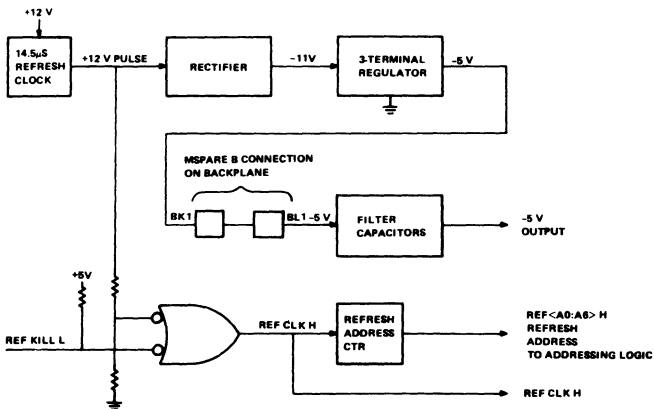 +12 V
14.5µS
REFRESH
CLOCK
+12 V PULSE
RECTIFIER
−11V
3-TERMINAL
REGULATOR
−5 V
MSPARE B CONNECTION
ON BACKPLANE
BK1
BL1
−5 V
FILTER
CAPACITORS
−5 V
OUTPUT
+5V
REF KILL L
REF CLK H
REFRESH
ADDRESS
CTR
REF<A0:A6> H
REFRESH
ADDRESS
TO ADDRESSING LOGIC
REF CLK H